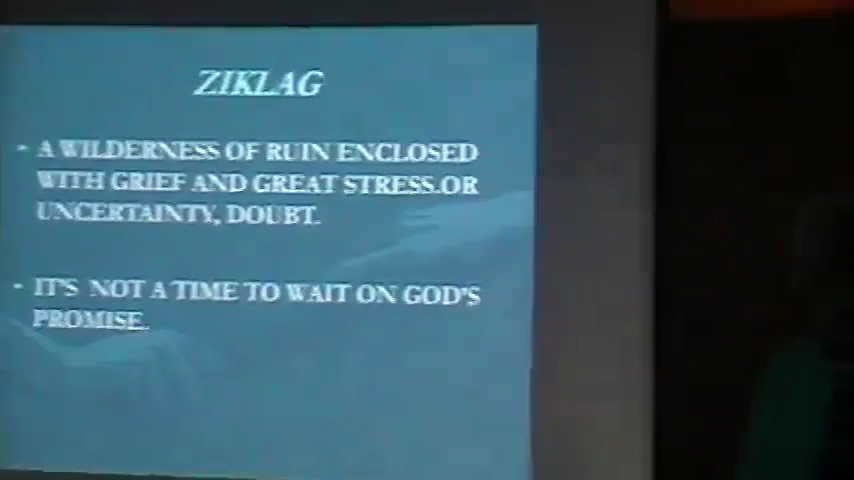 ZIKLAG
- A WILDERNESS OF RUIN ENCLOSED
WITH GRIEF AND GREAT STRESS.OR
UNCERTAINTY, DOUBT.
- IT'S NOT A TIME TO WAIT ON GOD'S
PROMISE.